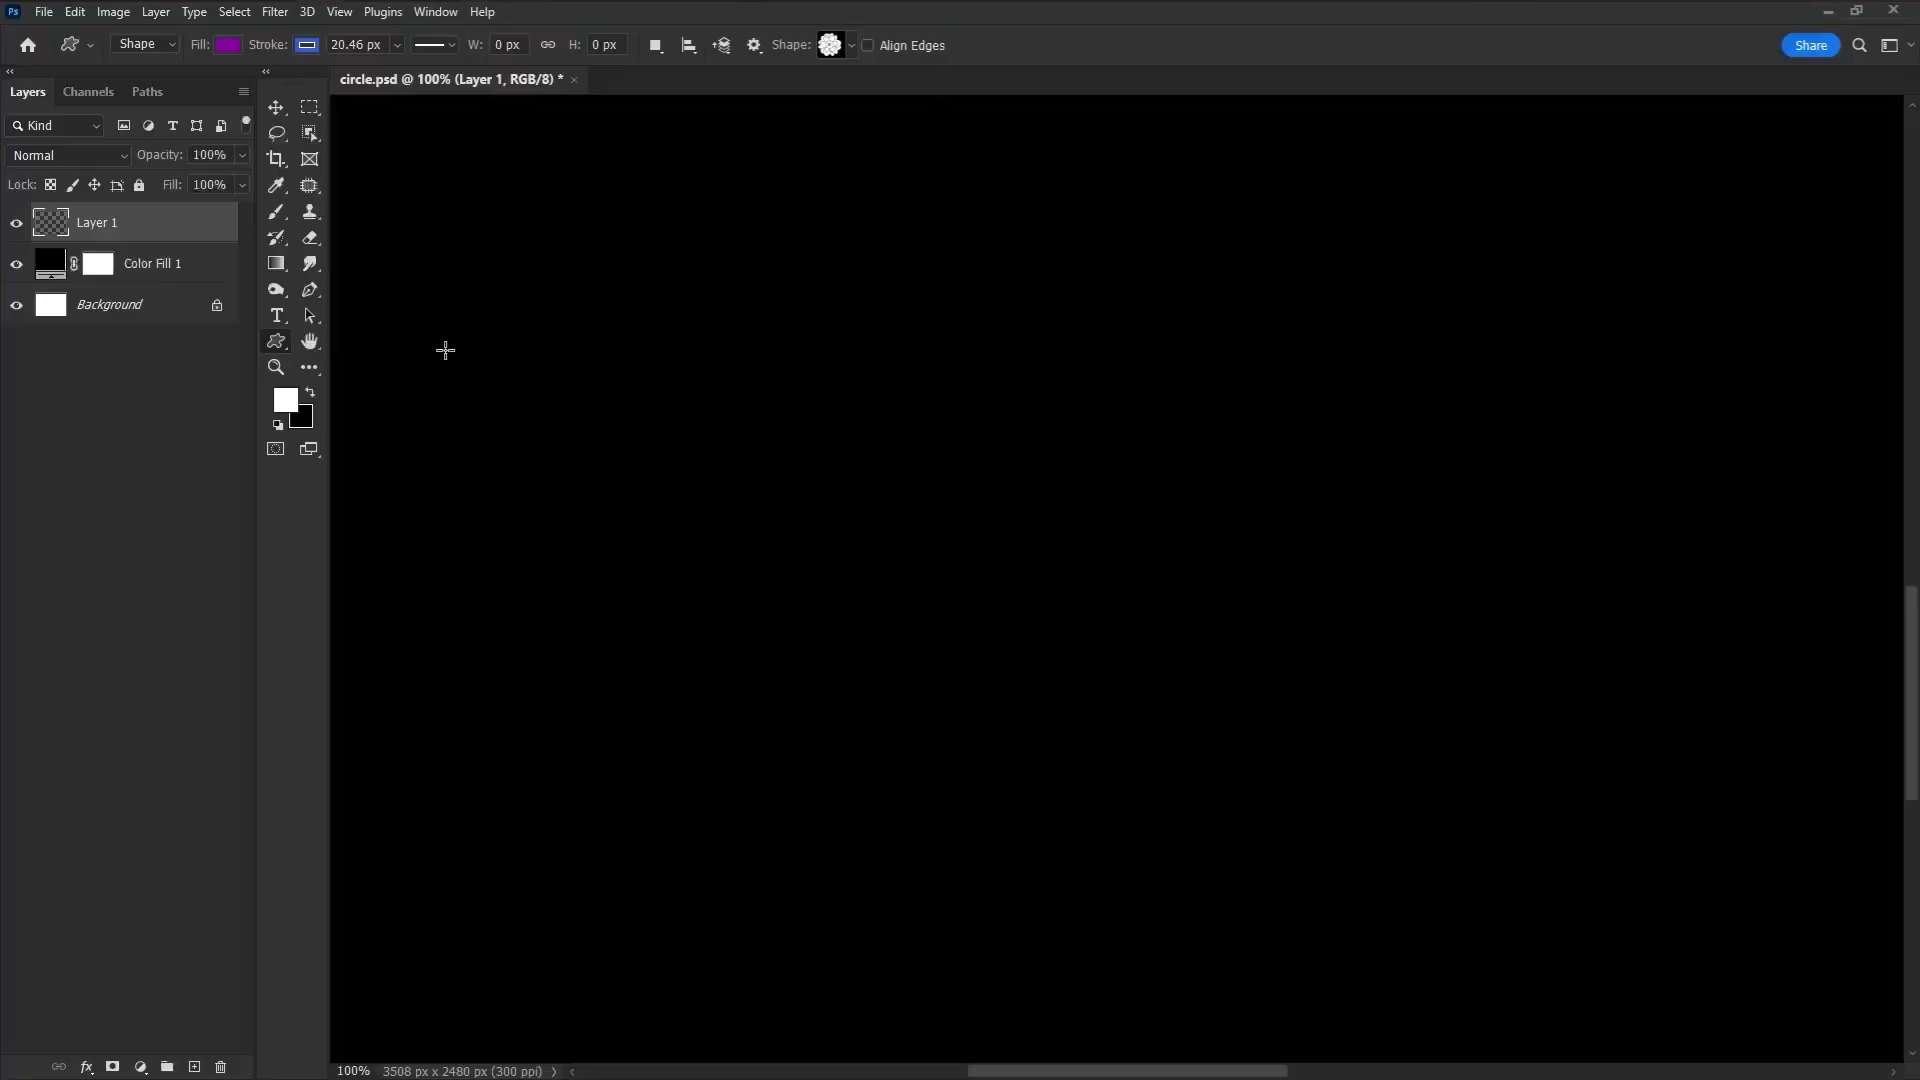 Ps File Edit Image Layer Type Select Filter 3D View Plugins Window Help
Shape Fill: Stroke: 20.46 px W: 0 px H: 0 px Shape: Align Edges Share
circle.psd @ 100% (Layer 1, RGB/8) *
Layers Channels Paths
Kind
Normal Opacity: 100%
Lock: Fill: 100%
Layer 1
Color Fill 1
Background
fx
100% 3508 px x 2480 px (300 ppi)